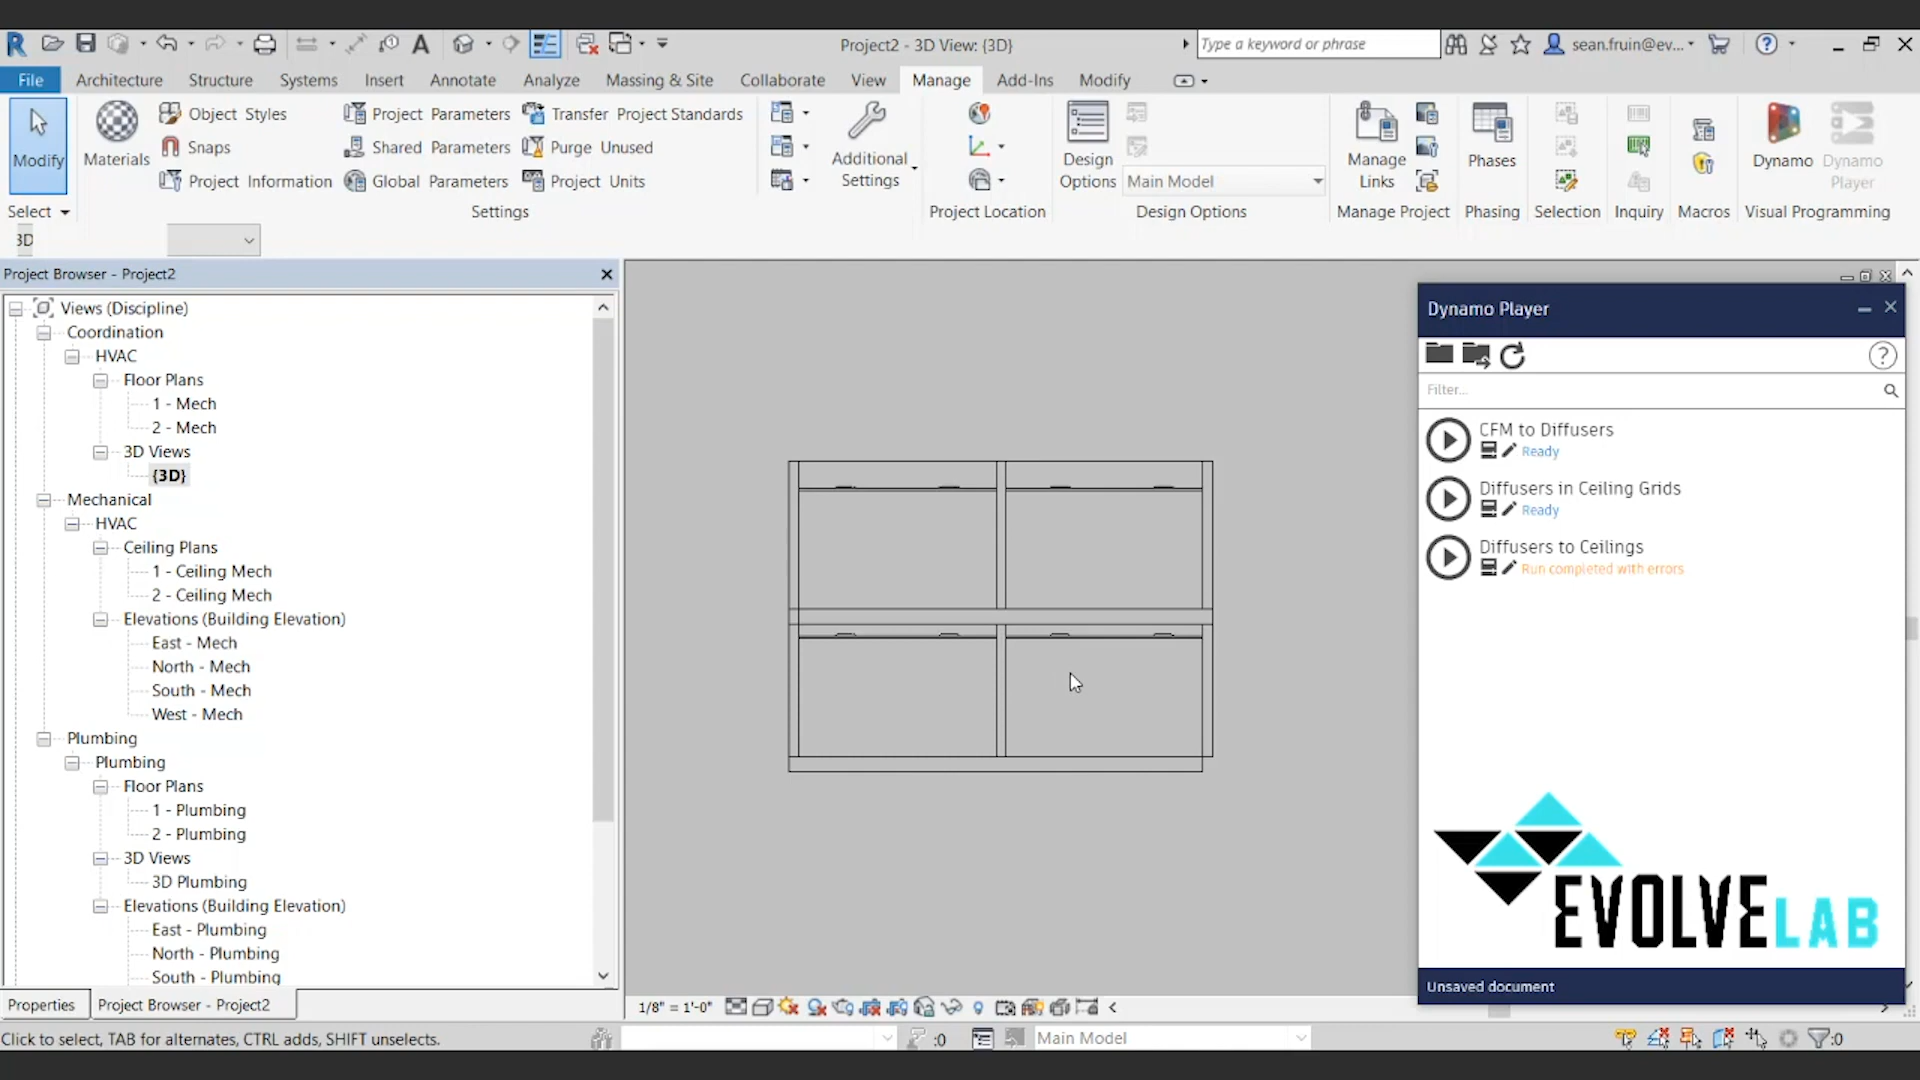 Project2 - 3D View: {3D}
Type a keyword or phrase
sean.fruin@ev...
File
Architecture
Structure
Systems
Insert
Annotate
Analyze
Massing & Site
Collaborate
View
Manage
Add-Ins
Modify
Modify
Materials
Object Styles
Snaps
Project Information
Project Parameters
Shared Parameters
Global Parameters
Transfer Project Standards
Purge Unused
Project Units
Additional
Settings
Design
Options
Main Model
Manage
Links
Phases
Dynamo
Dynamo
Player
Select
Settings
Project Location
Design Options
Manage Project
Phasing
Selection
Inquiry
Macros
Visual Programming
3D
Project Browser - Project2
Views (Discipline)
Coordination
HVAC
Floor Plans
1 - Mech
2 - Mech
3D Views
{3D}
Mechanical
HVAC
Ceiling Plans
1 - Ceiling Mech
2 - Ceiling Mech
Elevations (Building Elevation)
East - Mech
North - Mech
South - Mech
West - Mech
Plumbing
Plumbing
Floor Plans
1 - Plumbing
2 - Plumbing
3D Views
3D Plumbing
Elevations (Building Elevation)
East - Plumbing
North - Plumbing
South - Plumbing
Properties
Project Browser - Project2
Dynamo Player
Filter...
CFM to Diffusers
Ready
Diffusers in Ceiling Grids
Ready
Diffusers to Ceilings
Run completed with errors
EVOLVELAB
Unsaved document
1/8" = 1'-0"
Click to select, TAB for alternates, CTRL adds, SHIFT unselects.
:0
Main Model
:0